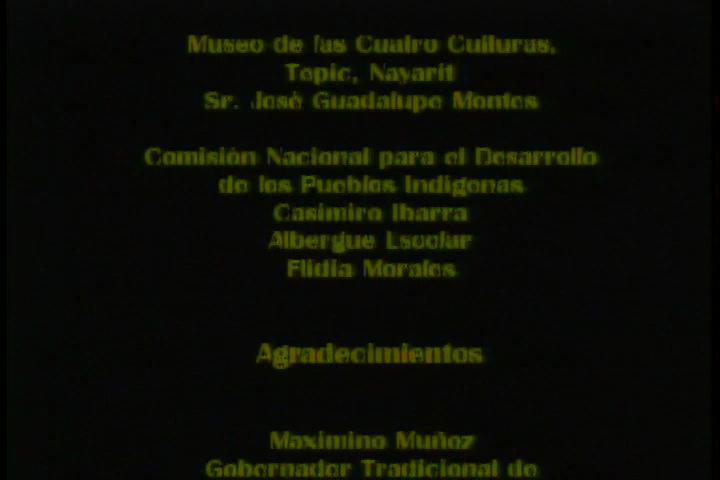 Museo de las Cuatro Culturas,
Tepic, Nayarit
Sr. José Guadalupe Montes
Comisión Nacional para el Desarrollo
de los Pueblos Indígenas
Casimiro Ibarra
Albergue Escolar
Elidia Morales
Agradecimientos
Maximino Muñoz
Gobernador Tradicional de